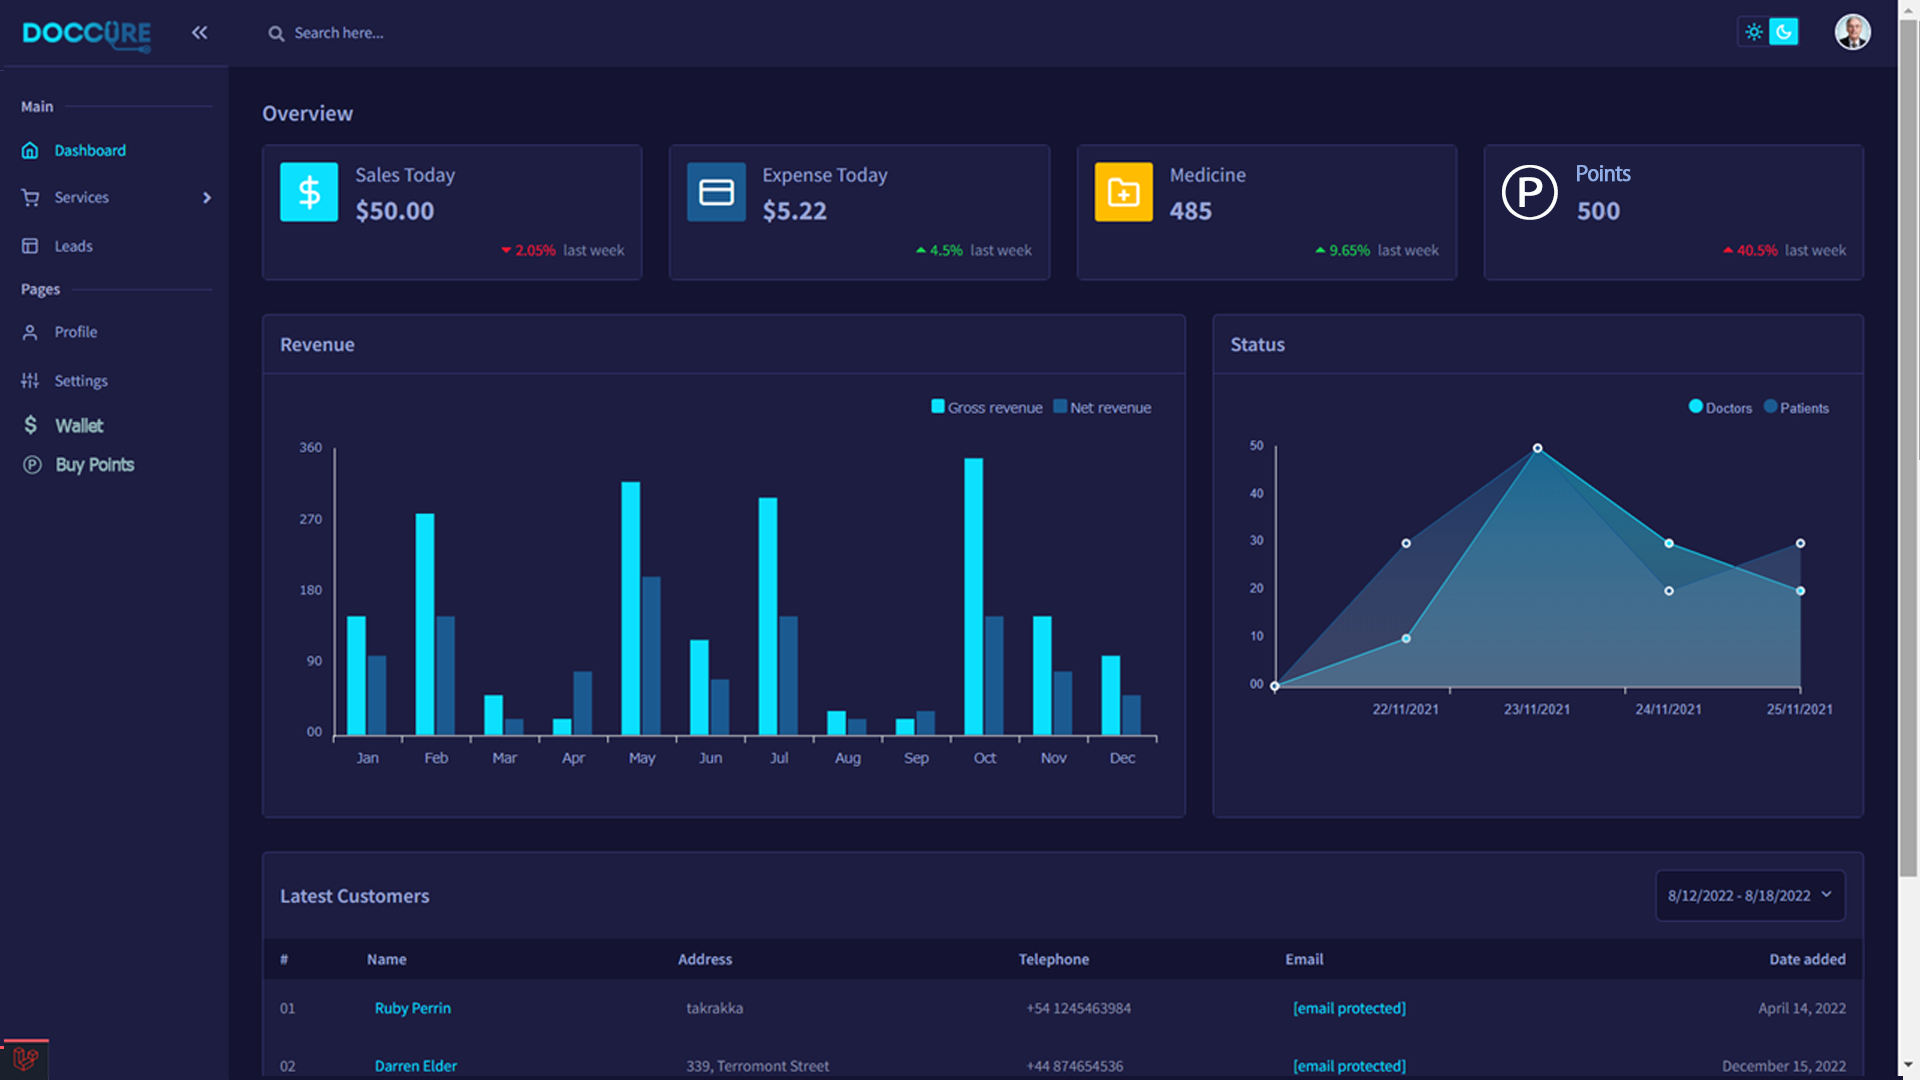 DOCCURE
Search here...
Main
Dashboard
Services
Leads
Pages
Profile
Settings
$ Wallet
P Buy Points
Overview
$ Sales Today
$50.00
2.05% last week
Expense Today
$5.22
4.5% last week
Medicine
485
9.65% last week
P Points
500
40.5% last week
Revenue
Gross revenue Net revenue
360
270
180
90
00
Jan Feb Mar Apr May Jun Jul Aug Sep Oct Nov Dec
Status
Doctors Patients
50
40
30
20
10
00
22/11/2021 23/11/2021 24/11/2021 25/11/2021
Latest Customers
8/12/2022 - 8/18/2022
# Name Address Telephone Email Date added
01 Ruby Perrin takrakka +54 1245463984 [email protected] April 14, 2022
02 Darren Elder 339, Terromont Street +44 874654536 [email protected] December 15, 2022